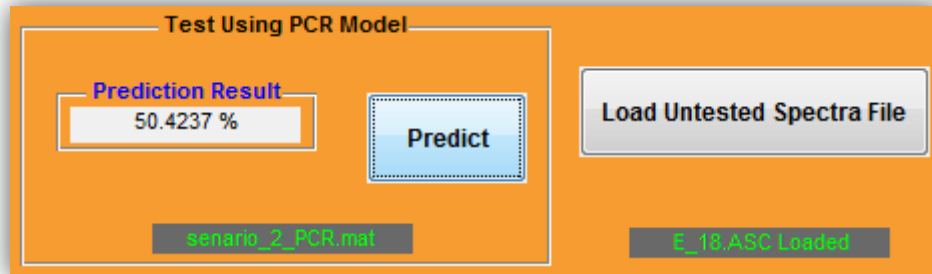 Test Using PCR Model
Prediction Result
50.4237 %
Predict
Load Untested Spectra File
senario_2_PCR.mat
E_18.ASC Loaded